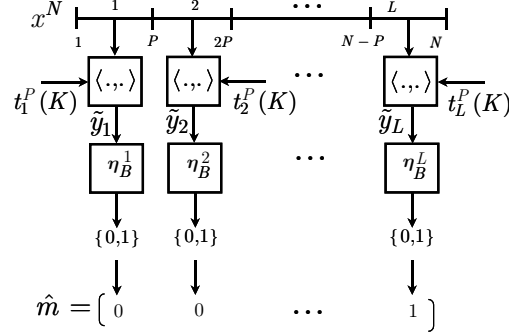 x^N 1 2 ... L
1 P 2P N − P N
⟨.,.⟩ ⟨.,.⟩ ... ⟨.,.⟩
t_1^P(K) t_2^P(K) t_L^P(K)
ỹ_1 ỹ_2 ỹ_L
η_B^1 η_B^2 ... η_B^L
{0,1} {0,1} {0,1}
m̂ = ( 0 0 ... 1 )